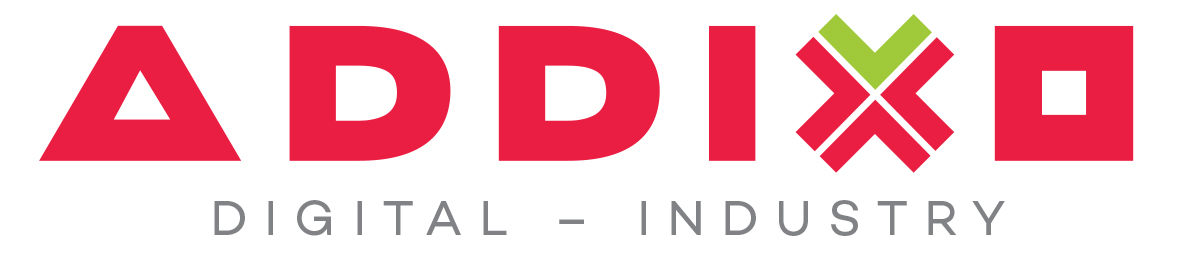 ADDIXO
DIGITAL – INDUSTRY